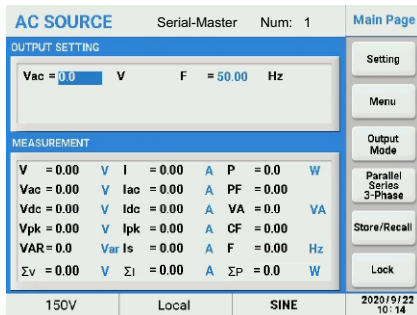 AC SOURCE Serial-Master Num: 1 Main Page
OUTPUT SETTING
Vac = 0.0 V F = 50.00 Hz
MEASUREMENT
V = 0.00 V I = 0.00 A P = 0.0 W
Vac = 0.00 V Iac = 0.00 A PF = 0.00
Vdc = 0.00 V Idc = 0.00 A VA = 0.0 VA
Vpk = 0.00 V Ipk = 0.00 A CF = 0.00
VAR= 0.0 Var Is = 0.00 A F = 0.00 Hz
Σv = 0.00 V ΣI = 0.00 A ΣP = 0.0 W
150V Local SINE
Setting
Menu
Output
Mode
Parallel
Series
3-Phase
Store/Recall
Lock
2020/9/22
10:14